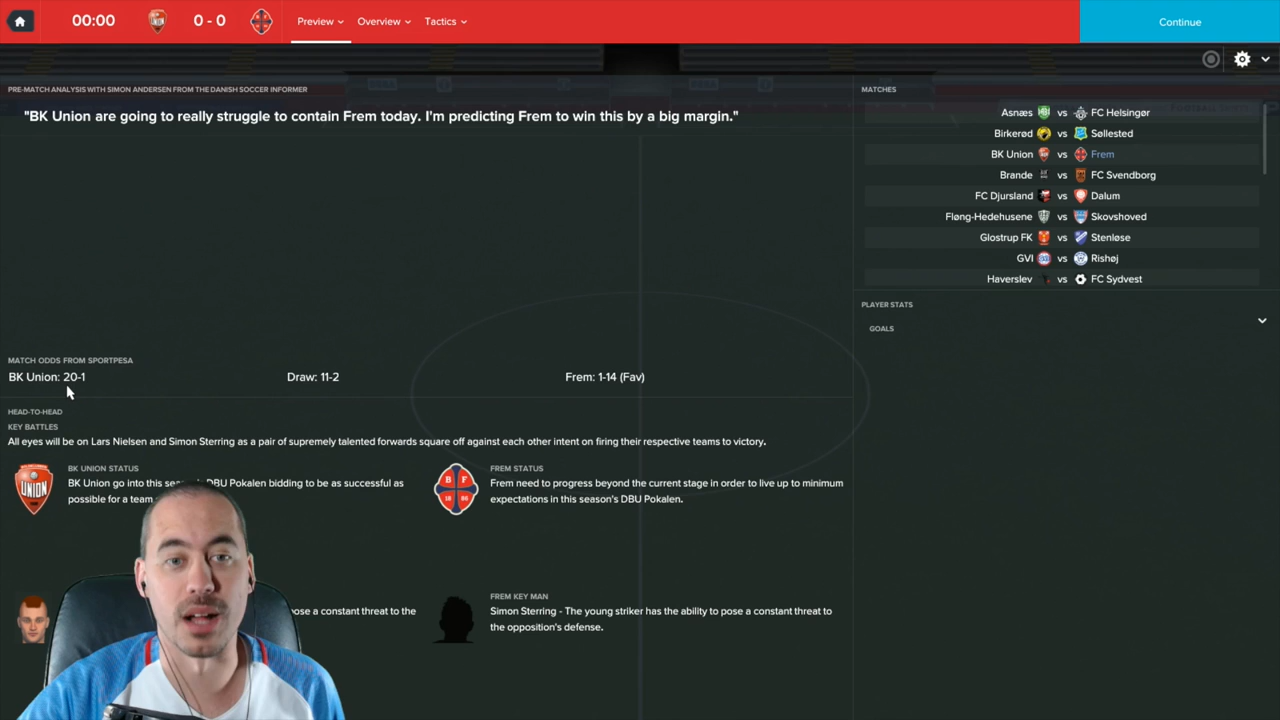 00:00
0 - 0
Preview
Overview
Tactics
Continue
PRE-MATCH ANALYSIS WITH SIMON ANDERSEN FROM THE DANISH SOCCER INFORMER
"BK Union are going to really struggle to contain Frem today. I'm predicting Frem to win this by a big margin."
MATCHES
Asnæs vs FC Helsingør
Birkerød vs Søllested
BK Union vs Frem
Brande vs FC Svendborg
FC Djursland vs Dalum
Fløng-Hedehusene vs Skovshoved
Glostrup FK vs Stenløse
GVI vs Rishøj
Haverslev vs FC Sydvest
PLAYER STATS
GOALS
MATCH ODDS FROM SPORTPESA
BK Union: 20-1
Draw: 11-2
Frem: 1-14 (Fav)
HEAD-TO-HEAD
KEY BATTLES
All eyes will be on Lars Nielsen and Simon Sterring as a pair of supremely talented forwards square off against each other intent on firing their respective teams to victory.
UNION
BK UNION STATUS
BK Union go into this DBU Pokalen bidding to be as successful as
possible for a team
B F
FREM STATUS
Frem need to progress beyond the current stage in order to live up to minimum
expectations in this season's DBU Pokalen.
pose a constant threat to the
FREM KEY MAN
Simon Sterring - The young striker has the ability to pose a constant threat to
the opposition's defense.